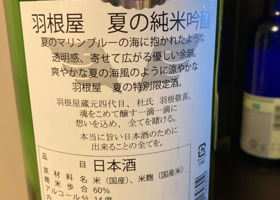 羽根屋　夏の純米吟醸
夏のマリンブルーの海に抱かれたような
透明感、寄せて広がる優しい余韻。
爽やかな夏の海風のように涼やかな
羽根屋　夏の特別限定酒。
羽根屋蔵元四代目、杜氏 羽根敬喜。
魂をこめて醸す一滴一滴に
想いを込め、全てを賭ける。
本当に旨い日本酒のために
出来ることの全てを。
品目 日本酒
原材料名 米（国産）、米麹（国産米）
精米歩合 60％
アルコール分 14度